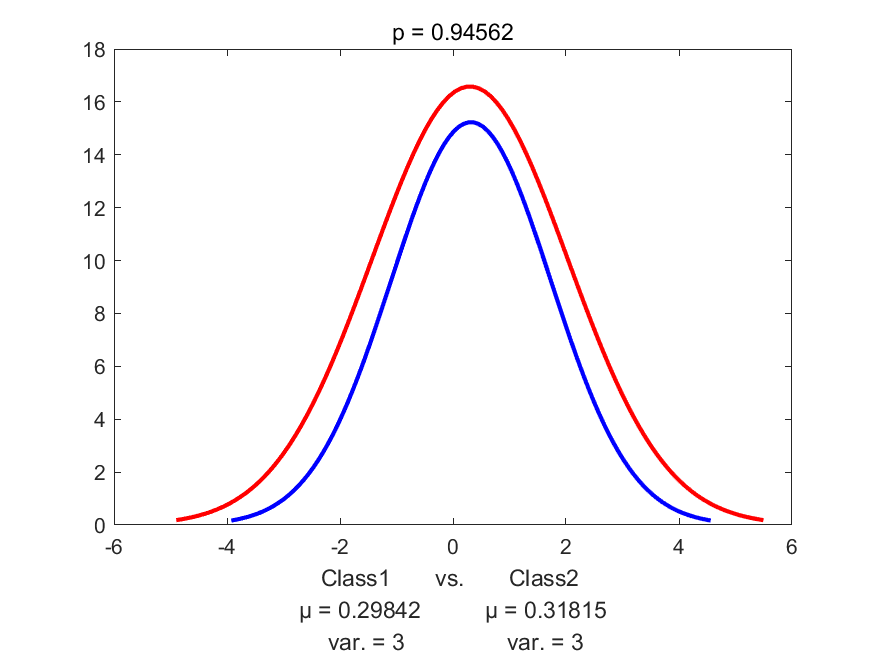 p = 0.94562
18
16
14
12
10
8
6
4
2
0
-6 -4 -2 0 2 4 6
Class1 vs. Class2
μ = 0.29842 μ = 0.31815
var. = 3 var. = 3